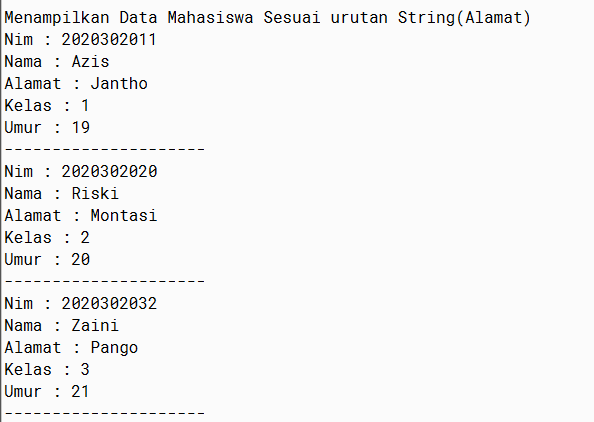 Menampilkan Data Mahasiswa Sesuai urutan String(Alamat)
Nim : 2020302011
Nama : Azis
Alamat : Jantho
Kelas : 1
Umur : 19
---------------------
Nim : 2020302020
Nama : Riski
Alamat : Montasi
Kelas : 2
Umur : 20
---------------------
Nim : 2020302032
Nama : Zaini
Alamat : Pango
Kelas : 3
Umur : 21
---------------------